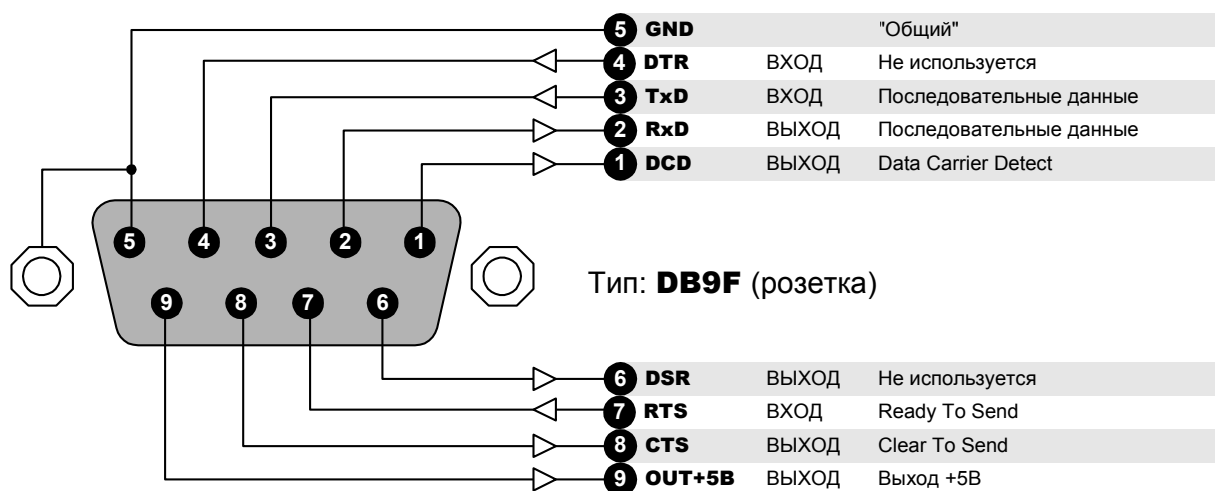 5 GND "Общий"
4 DTR ВХОД Не используется
3 TxD ВХОД Последовательные данные
2 RxD ВЫХОД Последовательные данные
1 DCD ВЫХОД Data Carrier Detect
5 4 3 2 1
9 8 7 6
Тип: DB9F (розетка)
6 DSR ВЫХОД Не используется
7 RTS ВХОД Ready To Send
8 CTS ВЫХОД Clear To Send
9 OUT+5В ВЫХОД Выход +5В